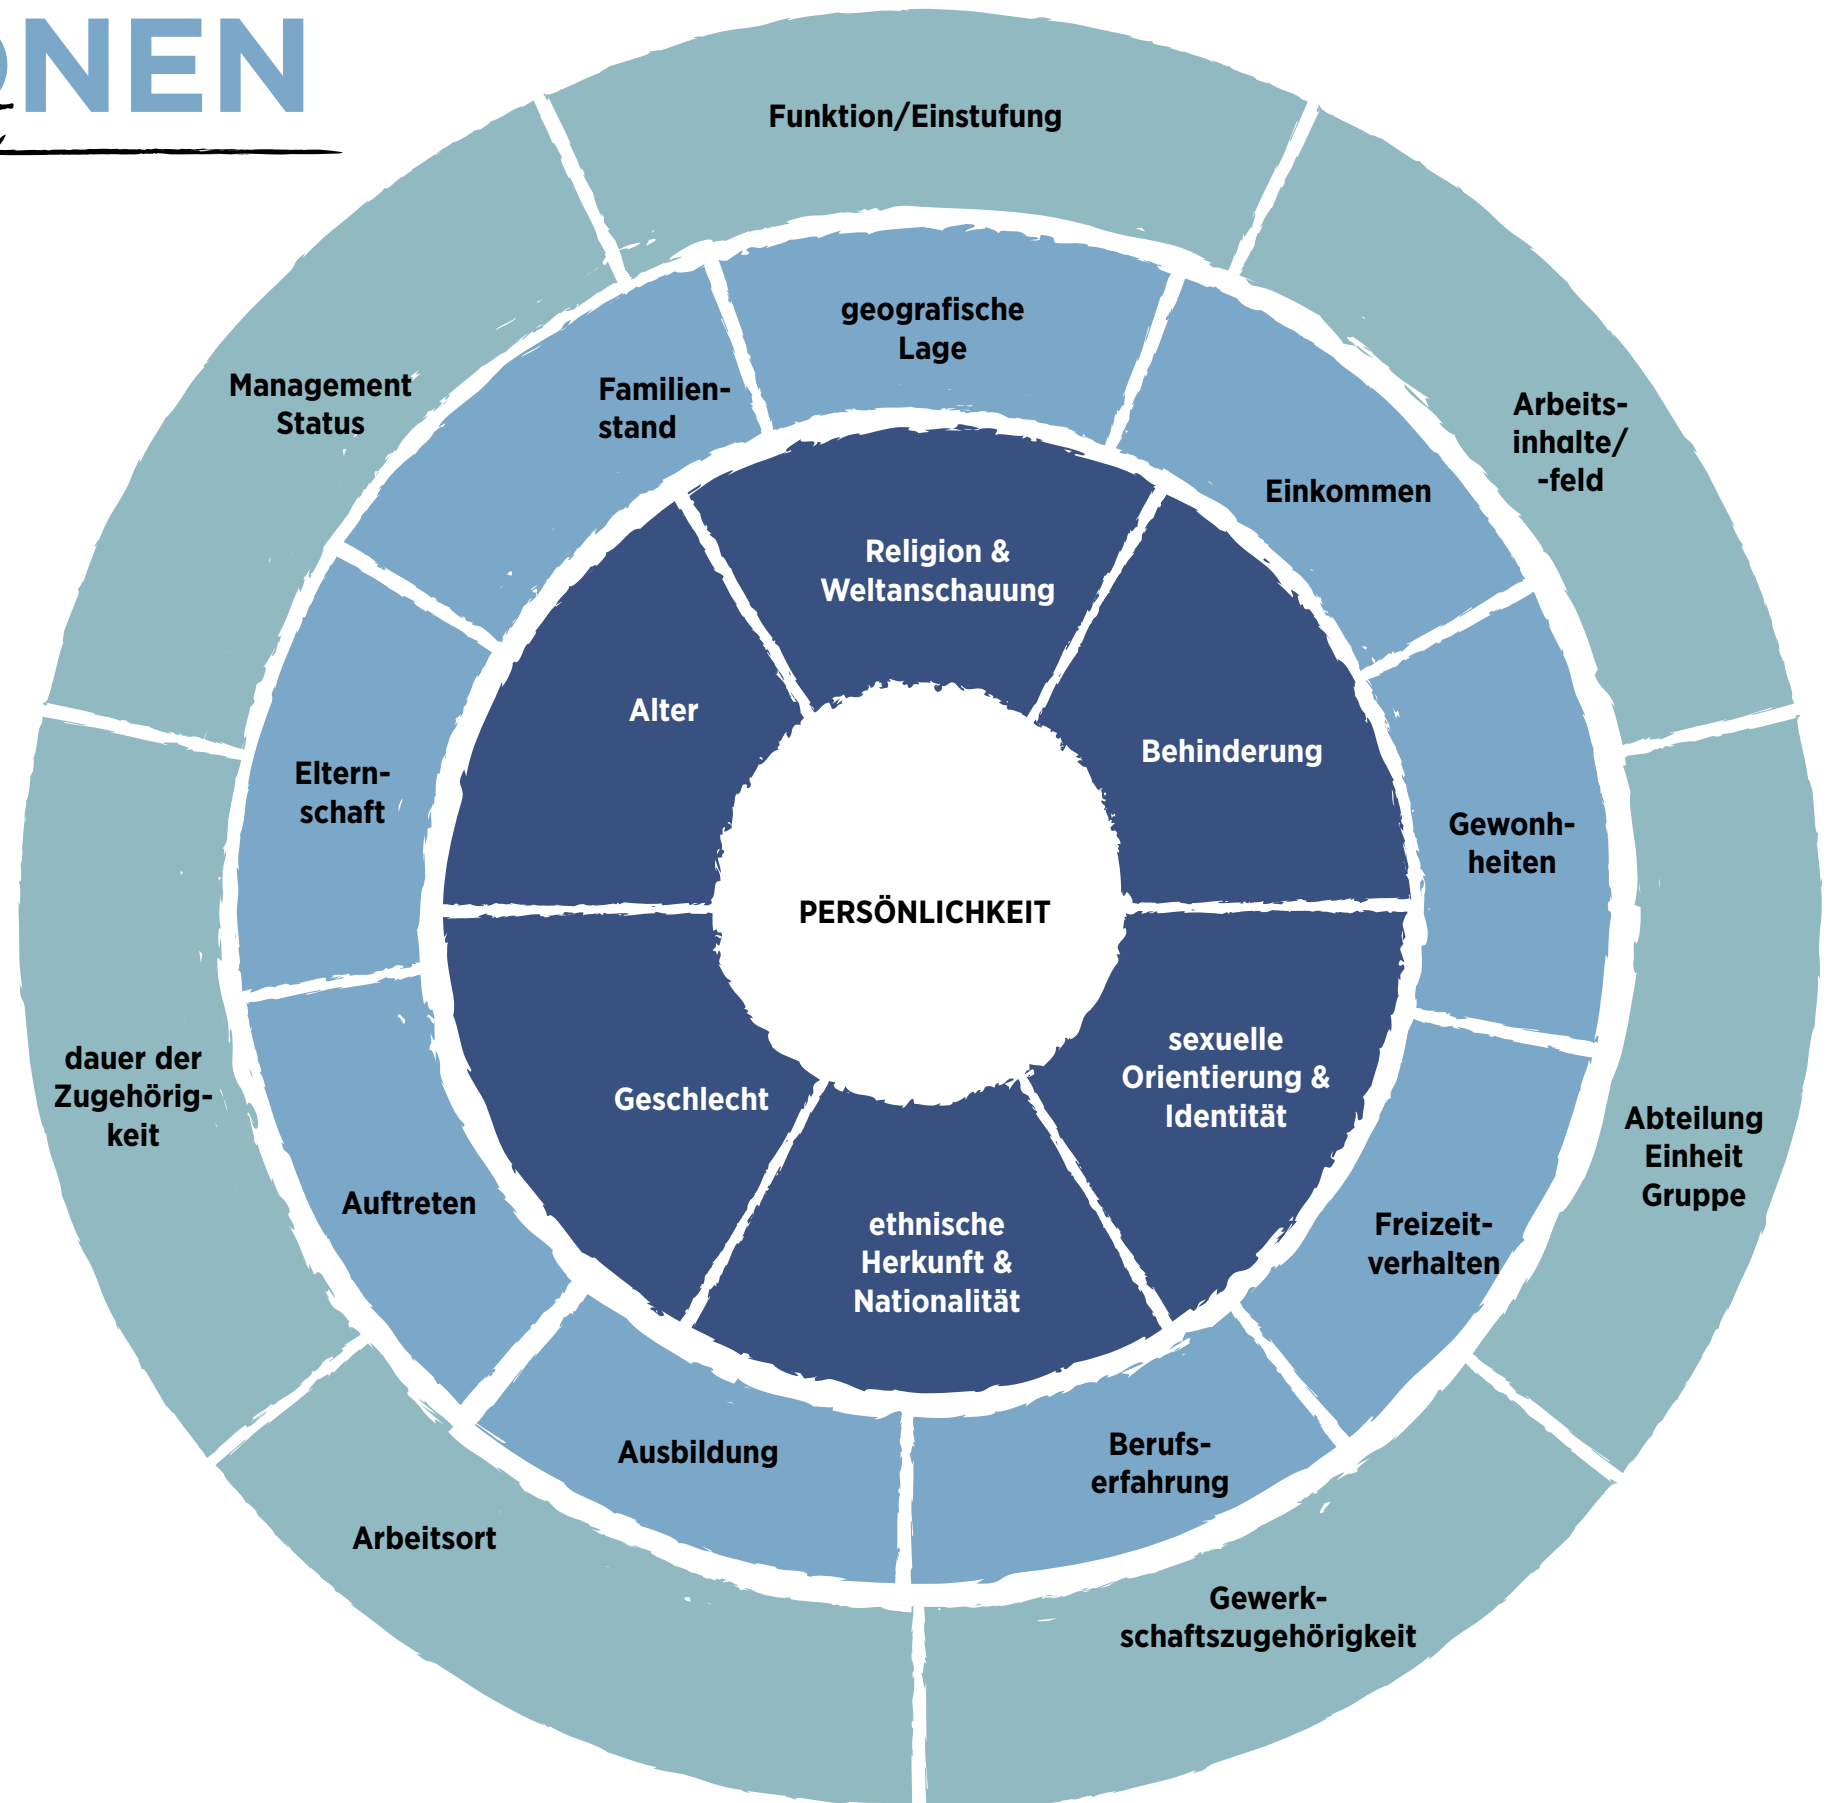 ONEN
Funktion/Einstufung
geografische
Lage
Familien-
stand
Management
Status
Arbeits-
inhalte/
-feld
Einkommen
Religion &
Weltanschauung
Alter
Behinderung
Eltern-
schaft
Gewonh-
heiten
PERSÖNLICHKEIT
dauer der
Zugehörig-
keit
sexuelle
Orientierung &
Identität
Geschlecht
Abteilung
Einheit
Gruppe
Auftreten
ethnische
Herkunft &
Nationalität
Freizeit-
verhalten
Ausbildung
Berufs-
erfahrung
Arbeitsort
Gewerk-
schaftszugehörigkeit